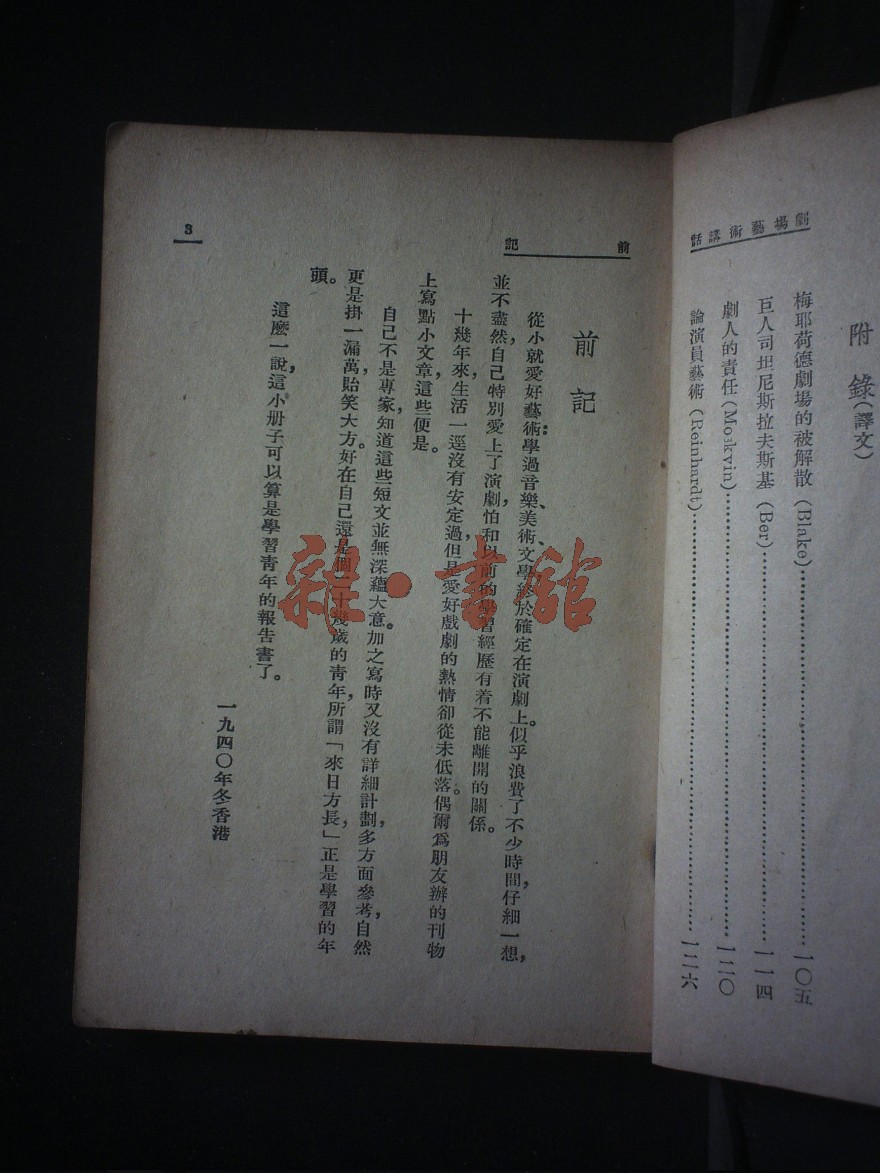 劇場藝術講話
附錄(譯文)
梅耶荷德劇場的被解散(Blake)……一〇五
巨人司坦尼斯拉夫斯基(Ber)……一一四
劇人的責任(Moskvin)……一二〇
論演員藝術(Reinhardt)……一二六
前記
前記
從小就愛好藝術:學過音樂、美術、文學,終於確定在演劇上。似乎浪費了不少時間,仔細一想,
並不盡然,自己特別愛上了演劇,怕和以前的學習經歷有着不能離開的關係。
十幾年來生活一逕沒有安定過,但是愛好戲劇的熱情卻從未低落。偶爾爲朋友辦的刊物
上寫點小文章,這些便是。
自己不是專家,知道這些短文並無深蘊大意。加之寫時又沒有詳細計劃,多方面參考,自然
更是掛一漏萬,貽笑大方。好在自己還是個二十幾歲的青年,所謂「來日方長,」正是學習的年
頭。
這麽一說,這小册子可以算是學習青年的報告書了。
一九四〇年冬香港
3
雜·書館